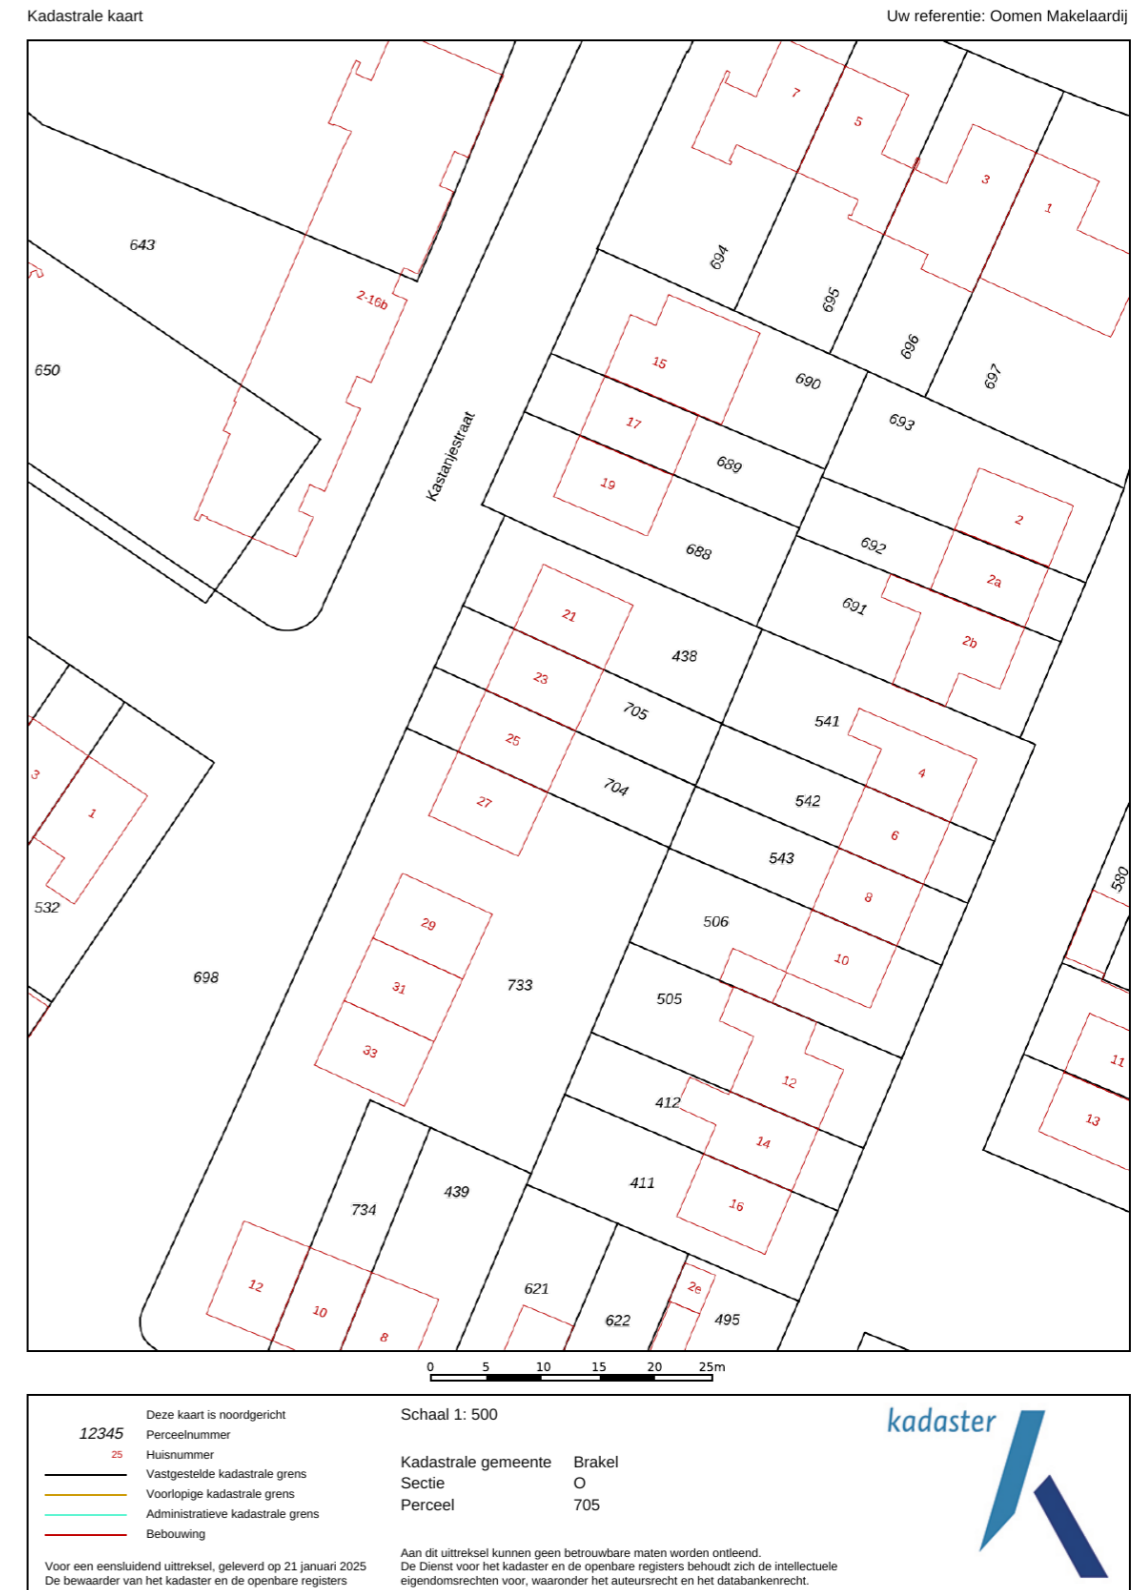 Kadastrale kaart
Uw referentie: Oomen Makelaardij
7
5
3
1
643
694
2-16b
695
650
696
697
15
690
17
693
689
19
Kastanjestraat
2
688
692
2a
691
21
2b
438
23
705
541
25
4
3
704
542
1
27
6
543
8
580
532
506
29
10
698
733
31
505
11
33
12
412
13
14
411
439
16
734
12
2e
621
10
622
495
8
0 5 10 15 20 25m
Deze kaart is noordgericht
12345 Perceelnummer
25 Huisnummer
Vastgestelde kadastrale grens
Voorlopige kadastrale grens
Administratieve kadastrale grens
Bebouwing
Voor een eensluidend uittreksel, geleverd op 21 januari 2025
De bewaarder van het kadaster en de openbare registers
Schaal 1: 500
Kadastrale gemeente Brakel
Sectie O
Perceel 705
Aan dit uittreksel kunnen geen betrouwbare maten worden ontleend.
De Dienst voor het kadaster en de openbare registers behoudt zich de intellectuele
eigendomsrechten voor, waaronder het auteursrecht en het databankenrecht.
kadaster